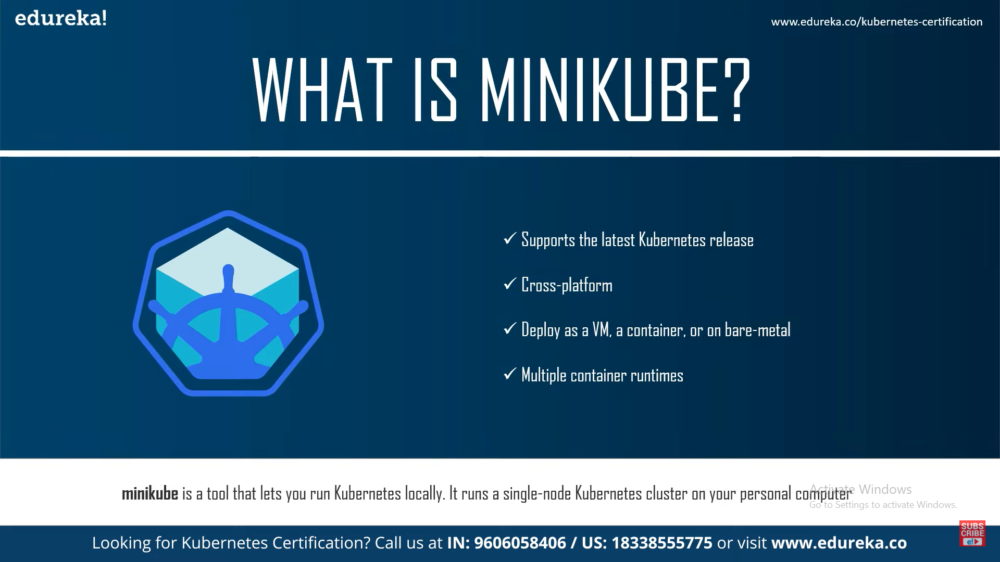 edureka!
www.edureka.co/kubernetes-certification
WHAT IS MINIKUBE?
✓ Supports the latest Kubernetes release
✓ Cross-platform
✓ Deploy as a VM, a container, or on bare-metal
✓ Multiple container runtimes
minikube is a tool that lets you run Kubernetes locally. It runs a single-node Kubernetes cluster on your personal computer
Activate Windows
Go to Settings to activate Windows.
SUBS
CRIBE
e!
Looking for Kubernetes Certification? Call us at IN: 9606058406 / US: 18338555775 or visit www.edureka.co